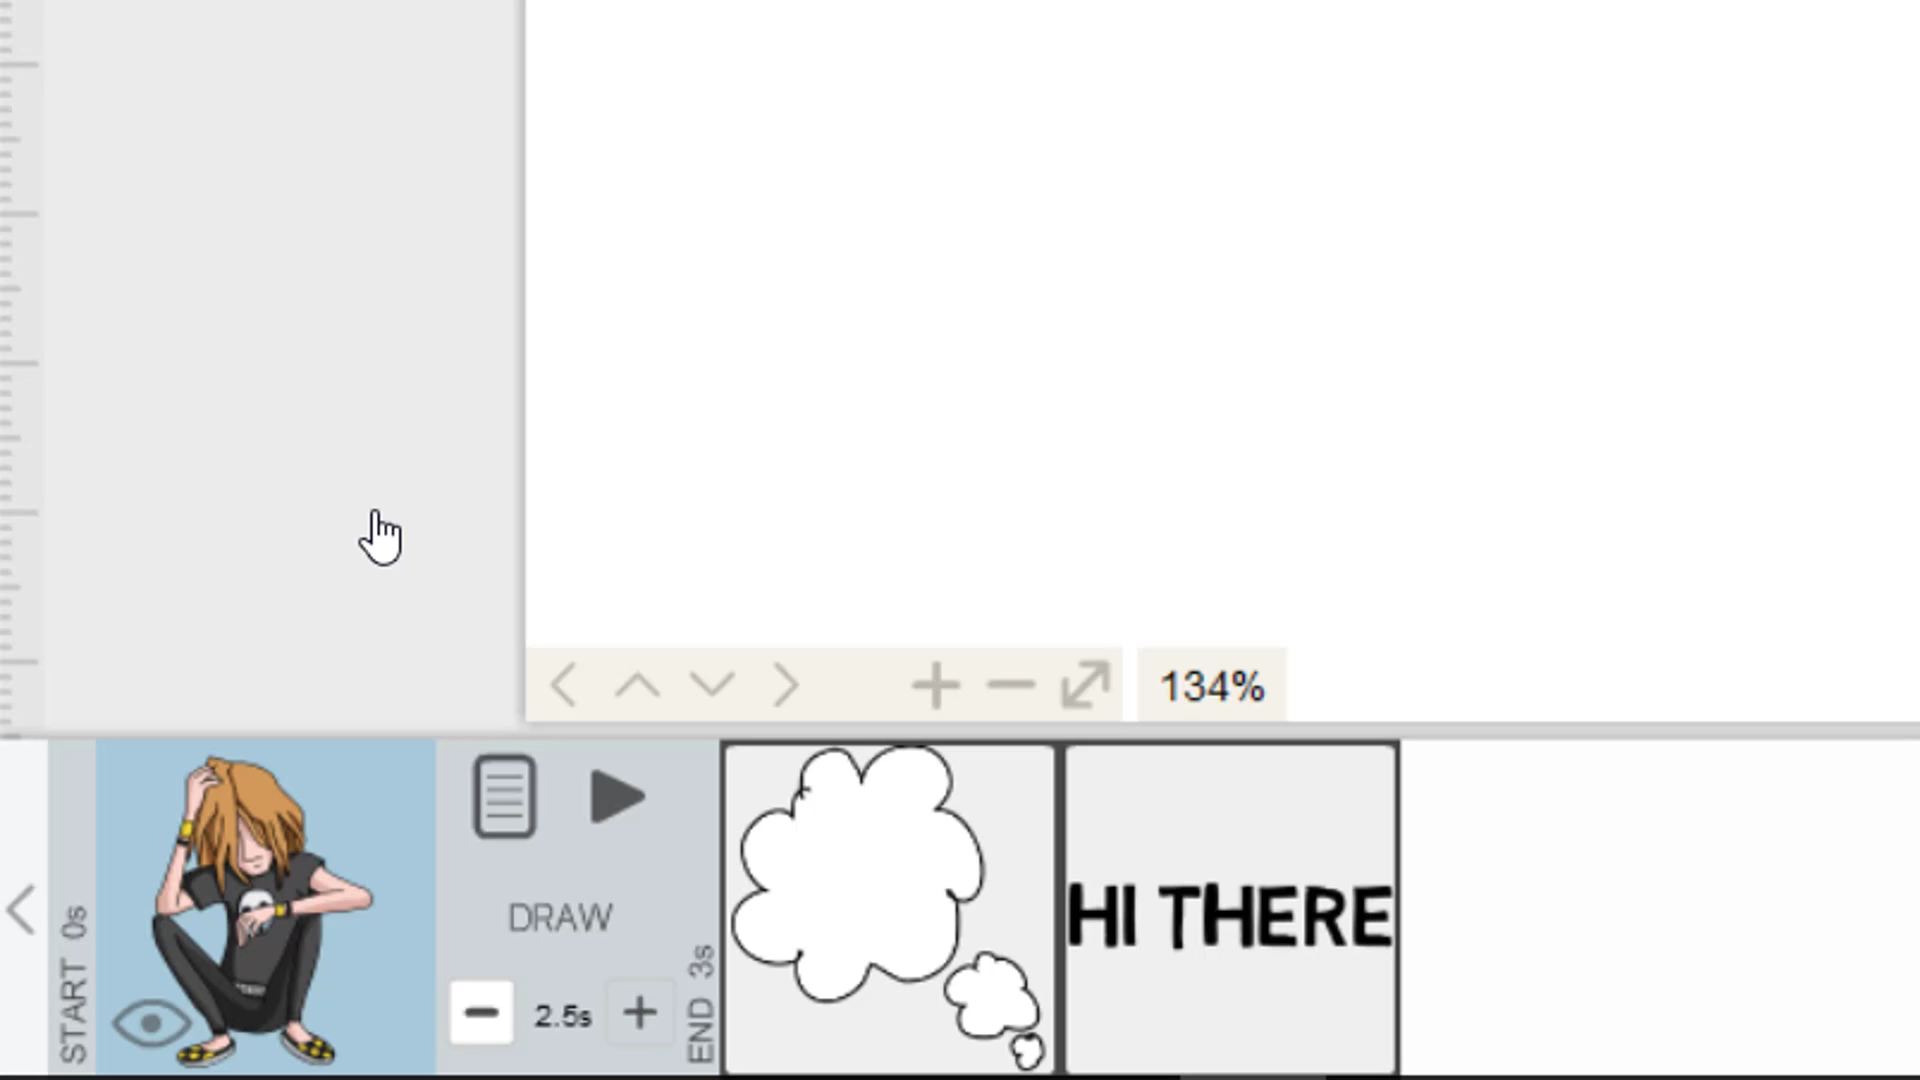 134%
START 0s
DRAW
2.5s
END 3s
HI THERE